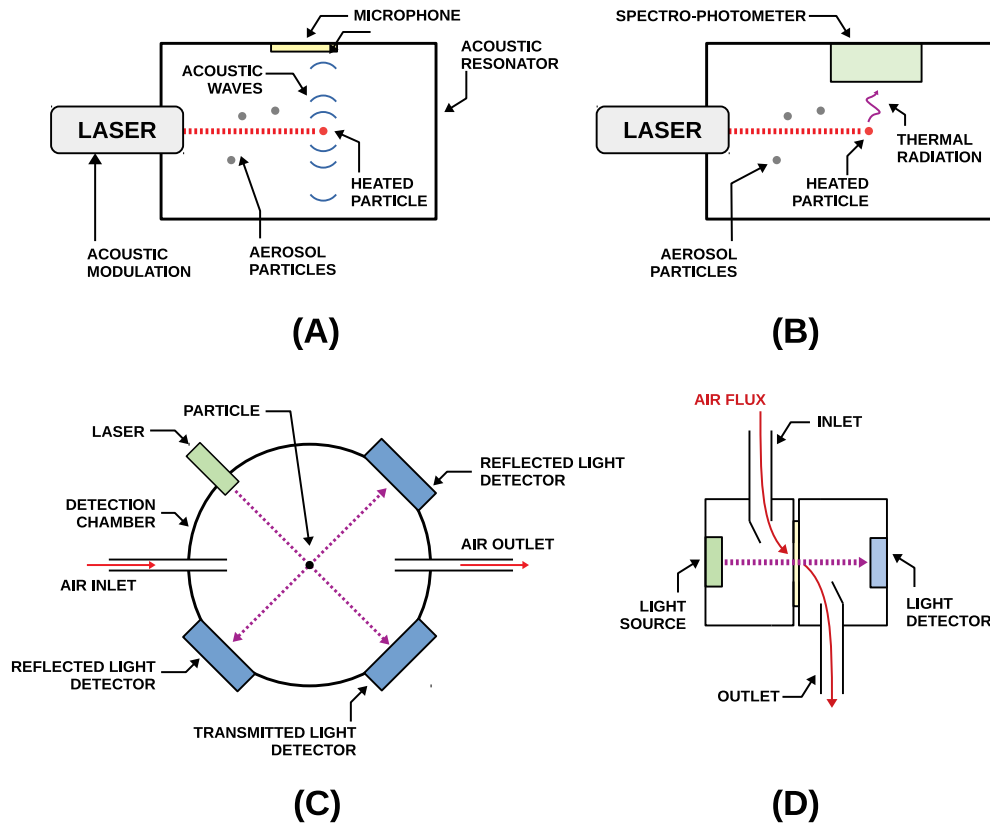 MICROPHONE
ACOUSTIC
RESONATOR
ACOUSTIC
WAVES
LASER
HEATED
PARTICLE
ACOUSTIC
MODULATION
AEROSOL
PARTICLES
(A)
SPECTRO-PHOTOMETER
LASER
THERMAL
RADIATION
HEATED
PARTICLE
AEROSOL
PARTICLES
(B)
PARTICLE
LASER
REFLECTED LIGHT
DETECTOR
DETECTION
CHAMBER
AIR OUTLET
AIR INLET
REFLECTED LIGHT
DETECTOR
TRANSMITTED LIGHT
DETECTOR
(C)
AIR FLUX
INLET
LIGHT
SOURCE
LIGHT
DETECTOR
OUTLET
(D)